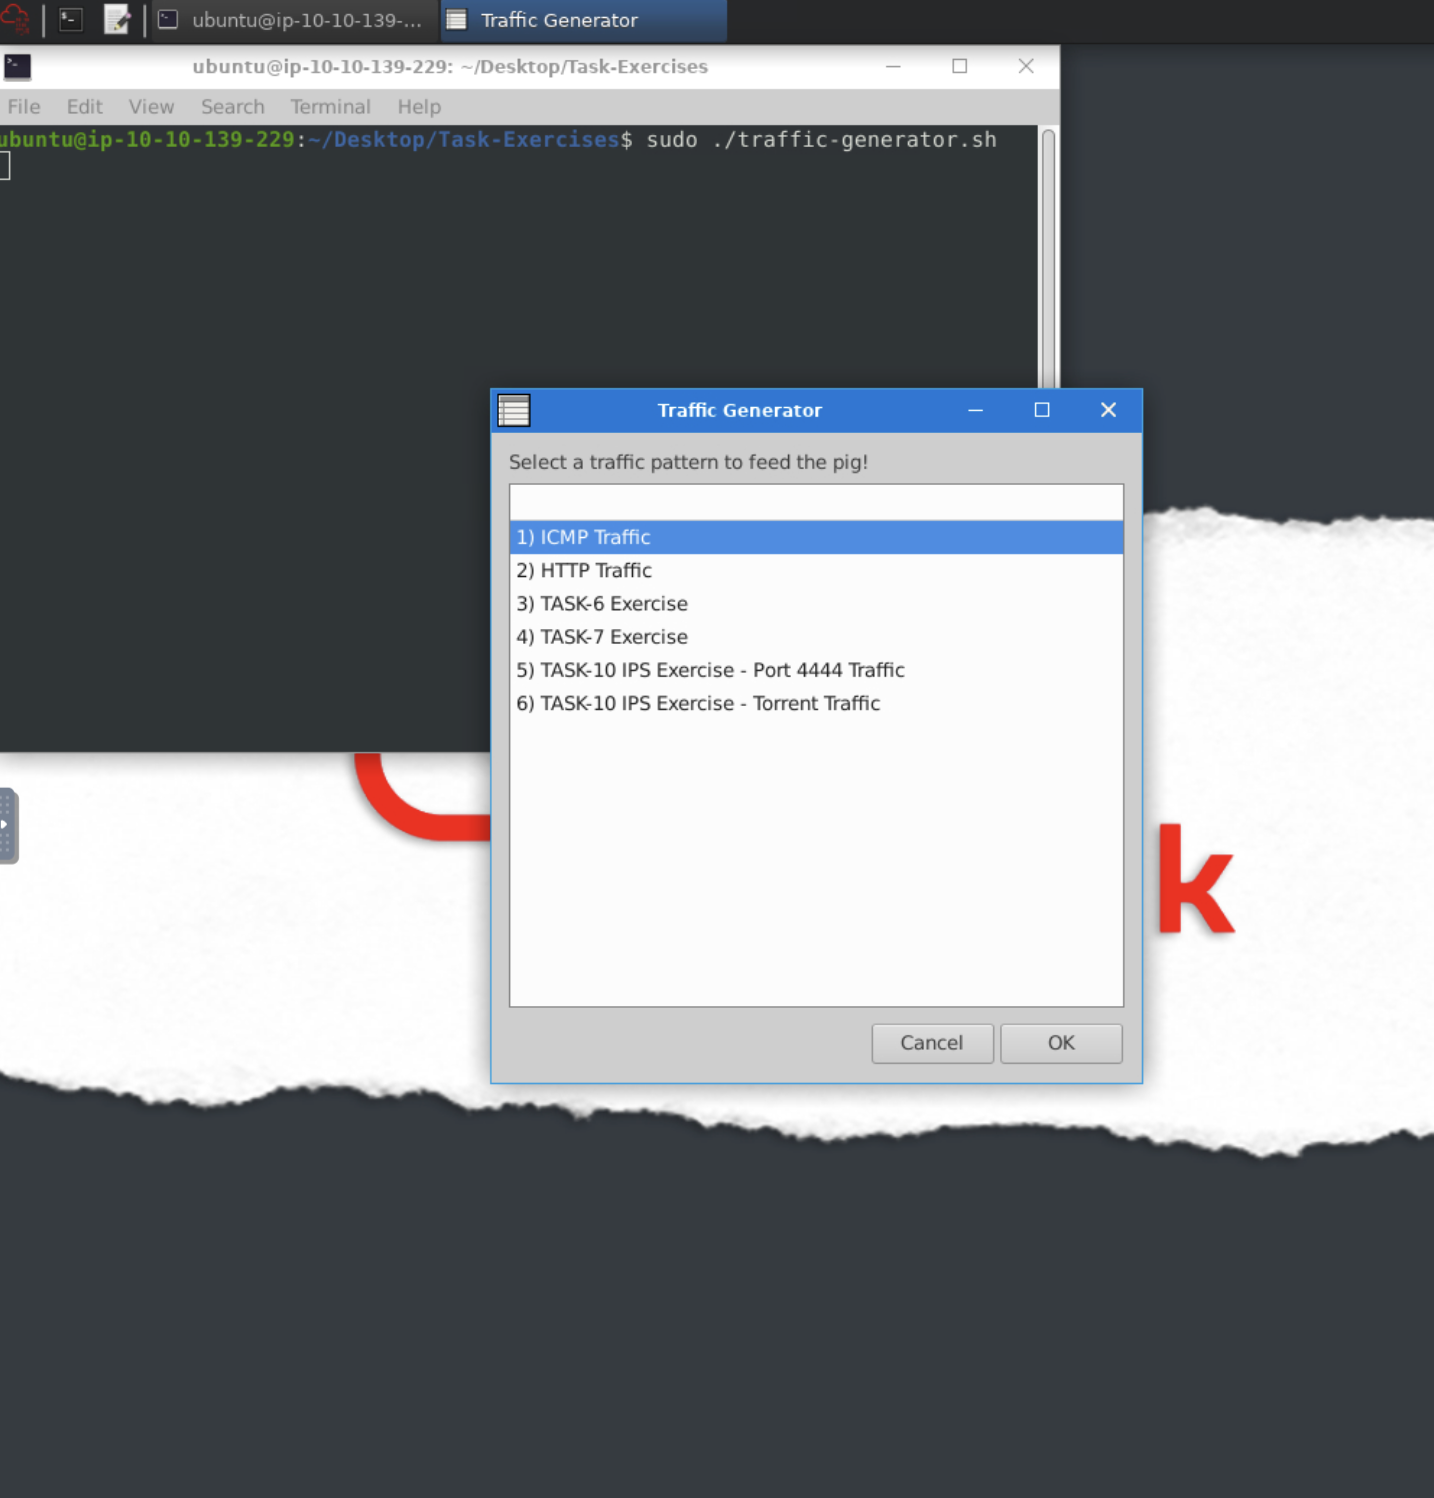 ubuntu@ip-10-10-139-...
Traffic Generator
ubuntu@ip-10-10-139-229: ~/Desktop/Task-Exercises
File Edit View Search Terminal Help
ubuntu@ip-10-10-139-229:~/Desktop/Task-Exercises$ sudo ./traffic-generator.sh
Traffic Generator
Select a traffic pattern to feed the pig!
1) ICMP Traffic
2) HTTP Traffic
3) TASK-6 Exercise
4) TASK-7 Exercise
5) TASK-10 IPS Exercise - Port 4444 Traffic
6) TASK-10 IPS Exercise - Torrent Traffic
Cancel OK
k